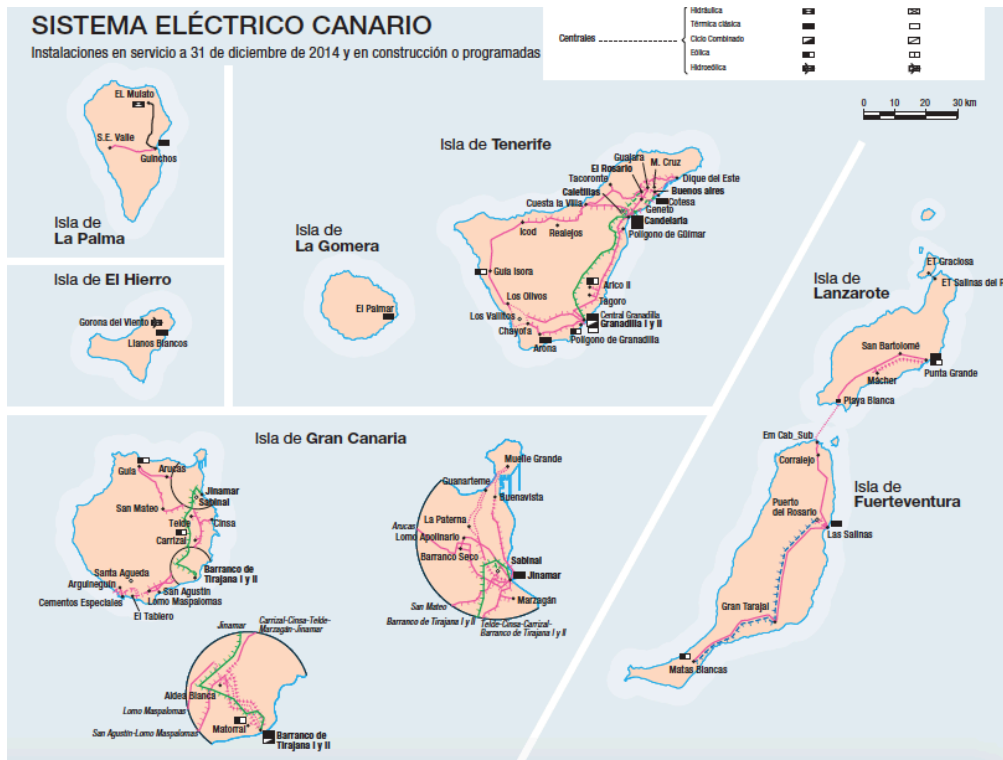 SISTEMA ELÉCTRICO CANARIO
Instalaciones en servicio a 31 de diciembre de 2014 y en construcción o programadas
Centrales
Hidráulica
Térmica clásica
Ciclo Combinado
Eólica
Hidroeólica
0 10 20 30 km
EL Mulato
S.E. Valle
Guinchos
Isla de
La Palma
Isla de El Hierro
Gorona del Viento
Llanos Blancos
Isla de
La Gomera
El Palmar
Isla de Tenerife
Guajara
M. Cruz
El Rosario
Tacoronte
Dique del Este
Caletillas
Buenos aires
Cuesta la Villa
Cotesa
Geneto
Candelaria
Icod
Realejos
Polígono de Güímar
Guia Isora
Arico II
Los Olivos
Tagoro
Los Vallitos
Central Granadilla
Granadilla I y II
Chayofa
Polígono de Granadilla
Arona
Isla de
Lanzarote
ET Graciosa
ET Salinas del R
San Bartolomé
Mácher
Punta Grande
Playa Blanca
Em Cab_Sub
Corralejo
Isla de
Fuerteventura
Puerto
del Rosario
Las Salinas
Gran Tarajal
Matas Blancas
Isla de Gran Canaria
Guia
Arucas
Jinamar
Sabinal
San Mateo
Telde
Cinsa
Carrizal
Barranco de
Tirajana I y II
Santa Agueda
Arguineguín
San Agustín
Cementos Especiales
Lomo Maspalomas
El Tablero
Muelle Grande
Guanarteme
Buenavista
La Paterna
Arucas
Lomo Apolinario
Barranco Seco
Sabinal
Jinamar
Marzagán
San Mateo
Barranco de Tirajana I y II
Telde-Cinsa-Carrizal-
Barranco de Tirajana I y II
Jinamar
Carrizal-Cinsa-Telde-
Marzagán-Jinamar
Aldea Blanca
Lomo Maspalomas
Matorral
San Agustín-Lomo Maspalomas
Barranco de
Tirajana I y II